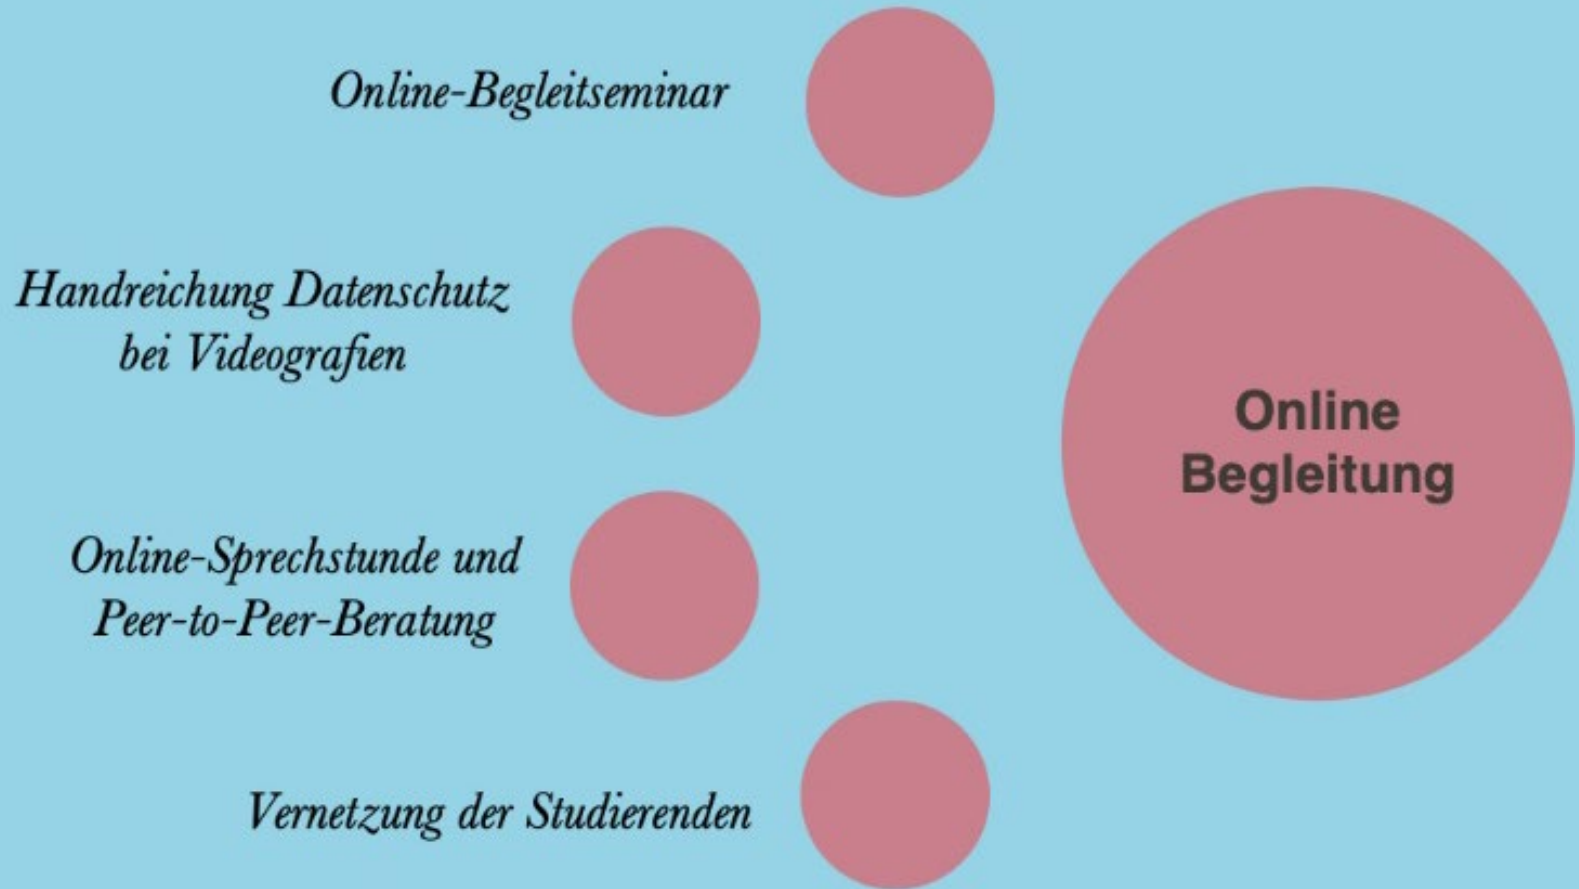 Online-Begleitseminar
Handreichung Datenschutz
bei Videografien
Online-Sprechstunde und
Peer-to-Peer-Beratung
Vernetzung der Studierenden
Online
Begleitung